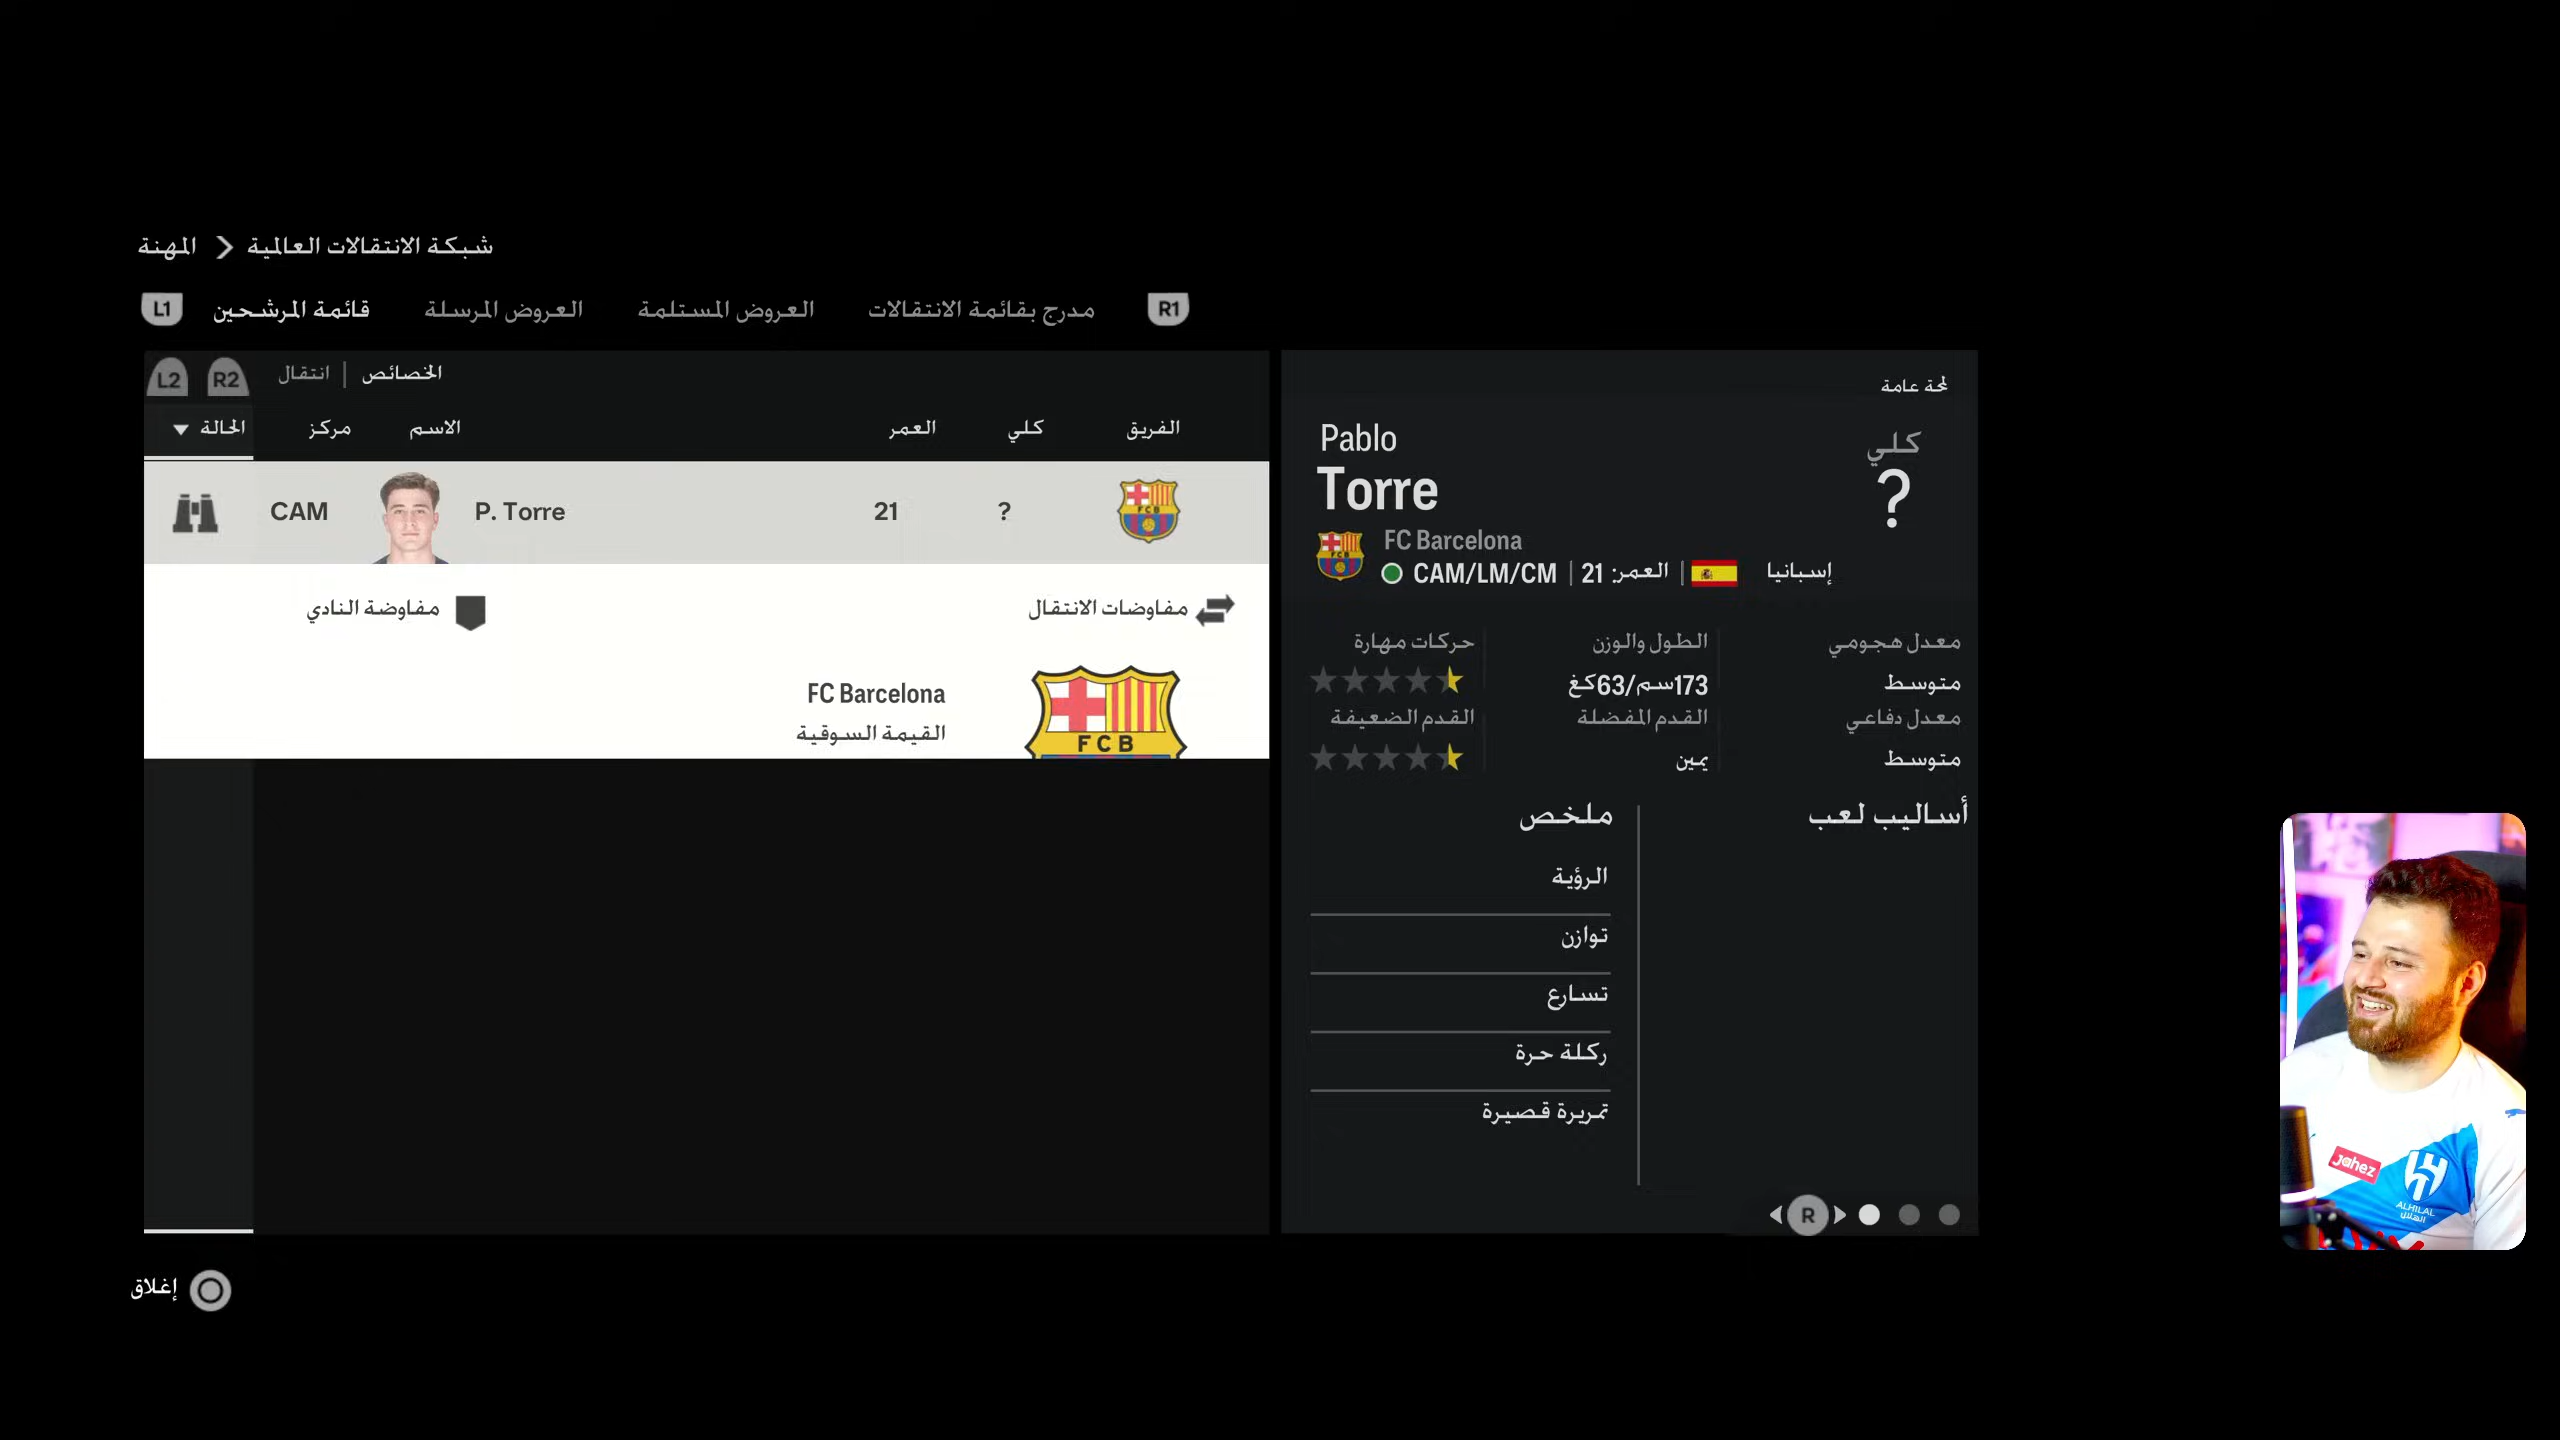 المهنة > شبكة الانتقالات العالمية
L1 قائمة المرشحين العروض المرسلة العروض المستلمة مدرج بقائمة الانتقالات R1
L2 R2 انتقال | الخصائص
الحالة مركز الاسم العمر كلي الفريق
CAM P. Torre 21 ? FCB
مفاوضة النادي مفاوضات الانتقال
FC Barcelona
القيمة السوقية
FCB
لمحة عامة
Pablo
Torre
كلي
?
FC Barcelona
CAM/LM/CM | العمر: 21 | إسبانيا
حركات مهارة الطول والوزن معدل هجومي
173سم/63كغ متوسط
القدم الضعيفة القدم المفضلة معدل دفاعي
يمين متوسط
ملخص أساليب لعب
الرؤية
توازن
تسارع
ركلة حرة
تمريرة قصيرة
R
إغلاق
Jahez
ALHILAL
الهلال